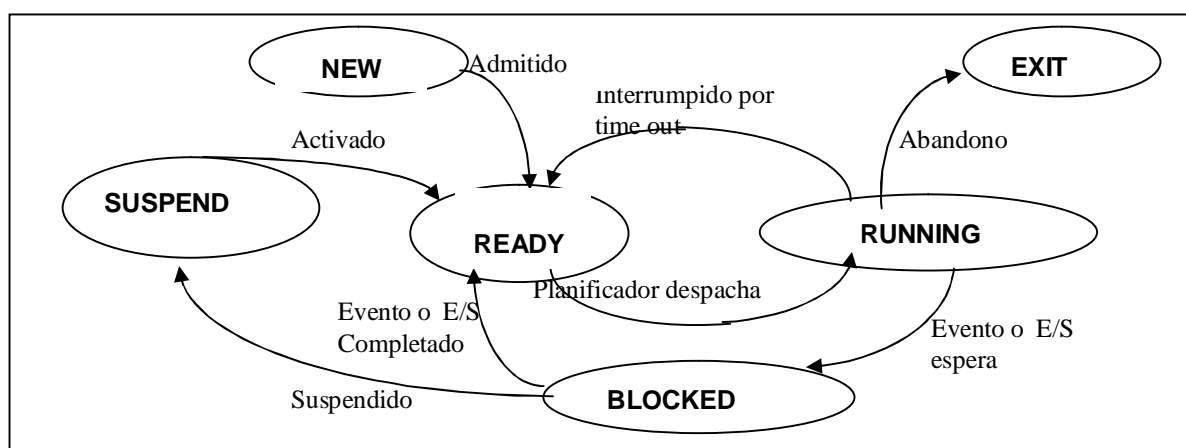 NEW
Admitido
EXIT
Interrumpido por
time out
Activado
Abandono
SUSPEND
READY
RUNNING
Planificador despacha
Evento o E/S
Completado
Evento o E/S
espera
Suspendido
BLOCKED